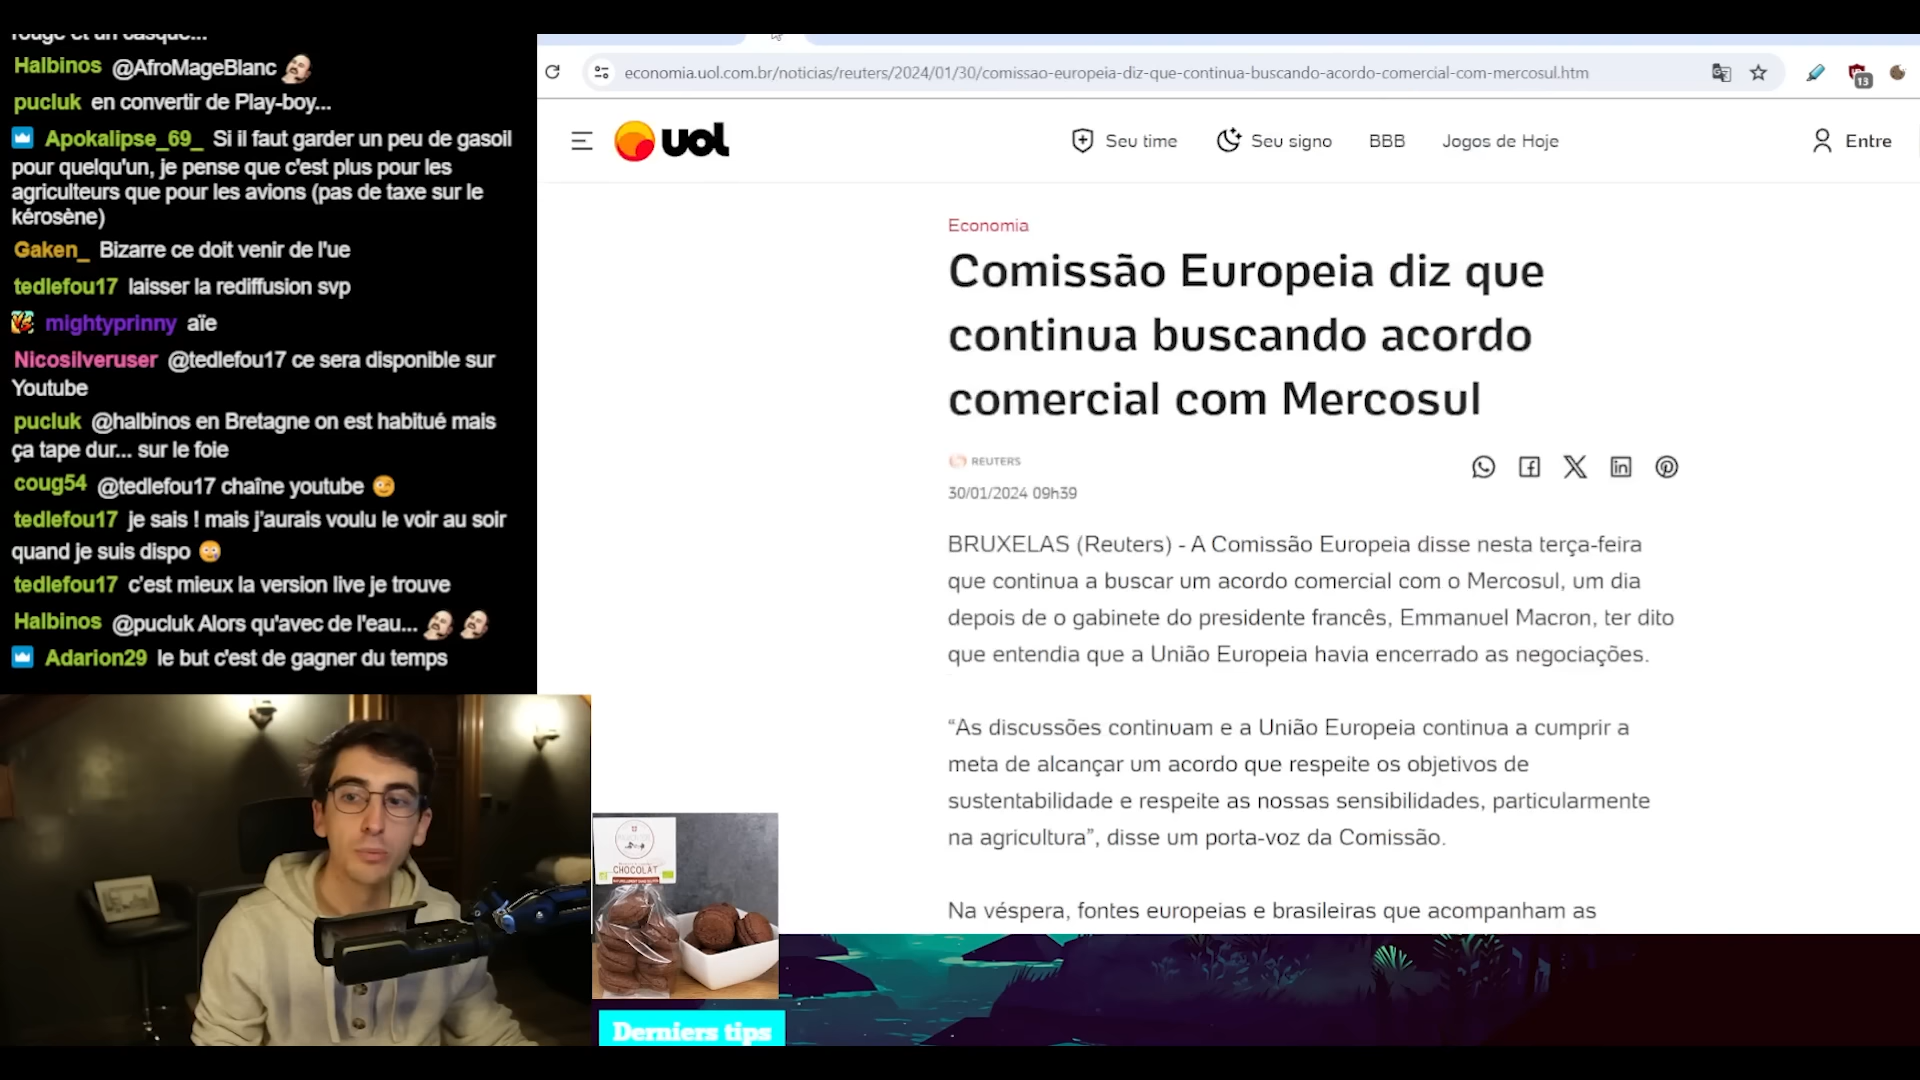 rouge et un casque...
Halbinos @AfroMageBlanc
pucluk en convertir de Play-boy...
Apokalipse_69_ Si il faut garder un peu de gasoil
pour quelqu'un, je pense que c'est plus pour les
agriculteurs que pour les avions (pas de taxe sur le
kérosène)
Gaken_ Bizarre ce doit venir de l'ue
tedlefou17 laisser la rediffusion svp
mightyprinny aïe
Nicosilveruser @tedlefou17 ce sera disponible sur
Youtube
pucluk @halbinos en Bretagne on est habitué mais
ça tape dur... sur le foie
coug54 @tedlefou17 chaîne youtube 😉
tedlefou17 je sais ! mais j'aurais voulu le voir au soir
quand je suis dispo 🥲
tedlefou17 c'est mieux la version live je trouve
Halbinos @pucluk Alors qu'avec de l'eau...
Adarion29 le but c'est de gagner du temps
economia.uol.com.br/noticias/reuters/2024/01/30/comissao-europeia-diz-que-continua-buscando-acordo-comercial-com-mercosul.htm
13
uol
Seu time
Seu signo
BBB
Jogos de Hoje
Entre
Economia
Comissão Europeia diz que
continua buscando acordo
comercial com Mercosul
REUTERS
30/01/2024 09h39
BRUXELAS (Reuters) - A Comissão Europeia disse nesta terça-feira
que continua a buscar um acordo comercial com o Mercosul, um dia
depois de o gabinete do presidente francês, Emmanuel Macron, ter dito
que entendia que a União Europeia havia encerrado as negociações.
“As discussões continuam e a União Europeia continua a cumprir a
meta de alcançar um acordo que respeite os objetivos de
sustentabilidade e respeite as nossas sensibilidades, particularmente
na agricultura”, disse um porta-voz da Comissão.
Na véspera, fontes europeias e brasileiras que acompanham as
CHOCOLAT
Derniers tips